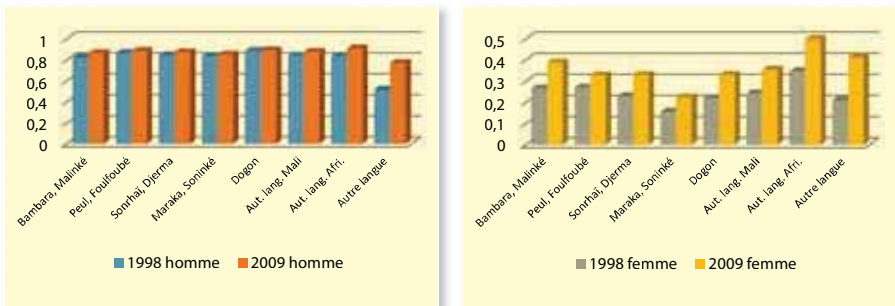 1
0,8
0,6
0,4
0,2
0
Bambara, Malinké
Peul, Foulfoubé
Sonrhaï, Djerma
Maraka, Soninké
Dogon
Aut. lang. Mali
Aut. lang. Afri.
Autre langue
1998 homme 2009 homme
0,5
0,4
0,3
0,2
0,1
0
Bambara, Malinké
Peul, Foulfoubé
Sonrhaï, Djerma
Maraka, Soninké
Dogon
Aut. lang. Mali
Aut. lang. Afri.
Autre langue
1998 femme 2009 femme